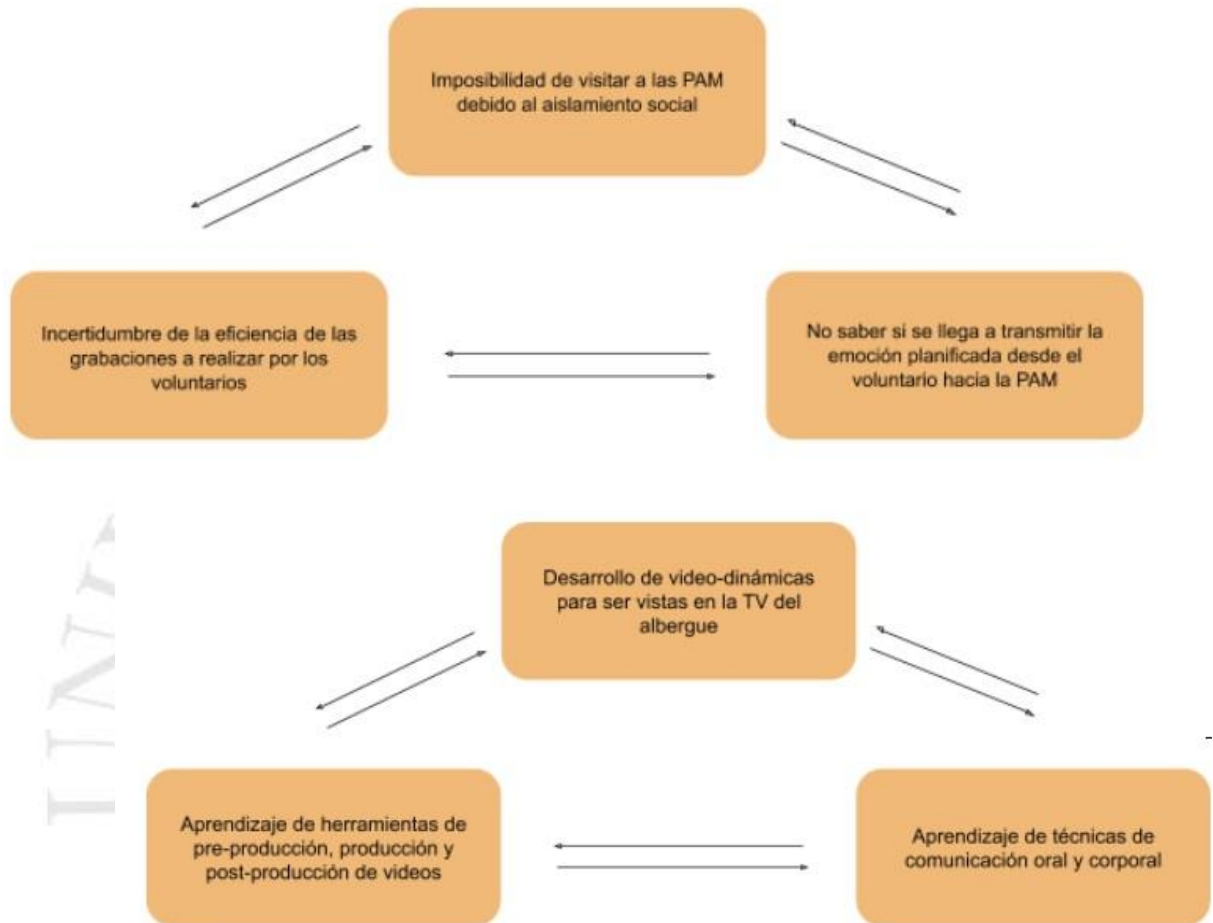 Imposibilidad de visitar a las PAM
debido al aislamiento social
Incertidumbre de la eficiencia de las
grabaciones a realizar por los
voluntarios
No saber si se llega a transmitir la
emoción planificada desde el
voluntario hacia la PAM
Desarrollo de video-dinámicas
para ser vistas en la TV del
albergue
Aprendizaje de herramientas de
pre-producción, producción y
post-producción de videos
Aprendizaje de técnicas de
comunicación oral y corporal